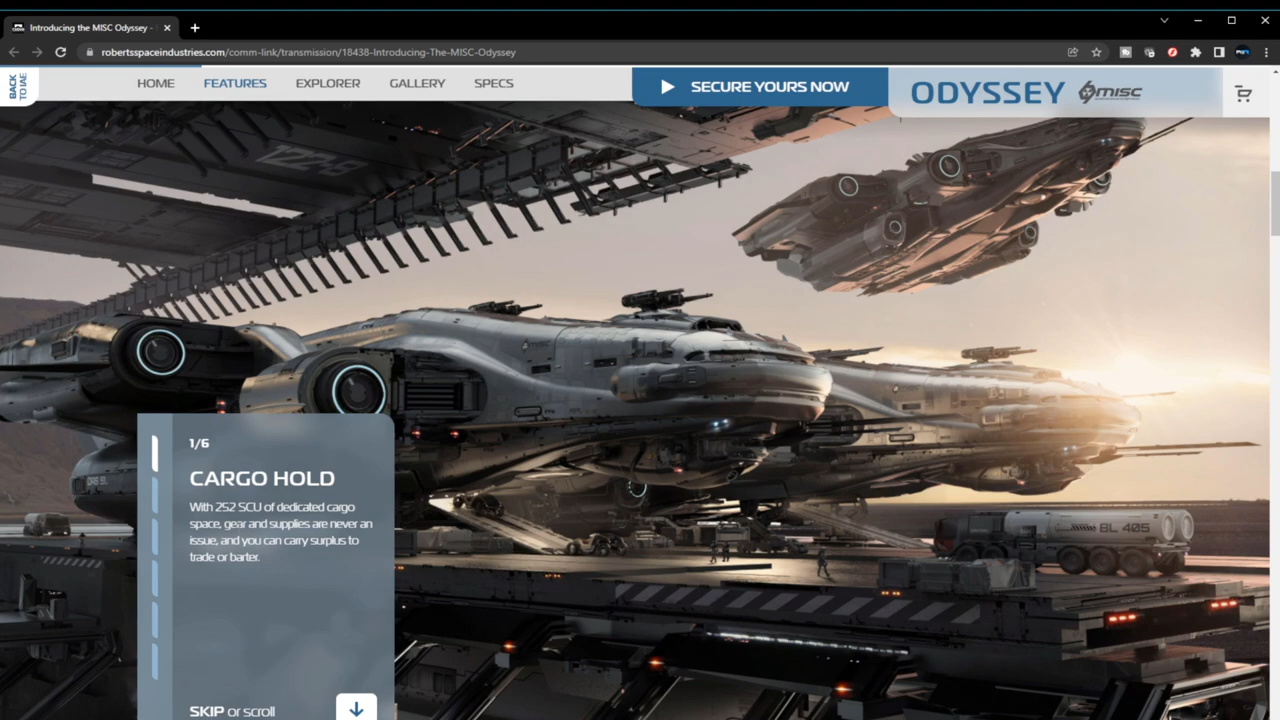 Introducing the MISC Odyssey -
robertsspaceindustries.com/comm-link/transmission/18438-Introducing-The-MISC-Odyssey
BACK TO IAE
HOME
FEATURES
EXPLORER
GALLERY
SPECS
SECURE YOURS NOW
ODYSSEY
MISC
BL 405
1/6
CARGO HOLD
With 252 SCU of dedicated cargo
space, gear and supplies are never an
issue, and you can carry surplus to
trade or barter.
SKIP or scroll